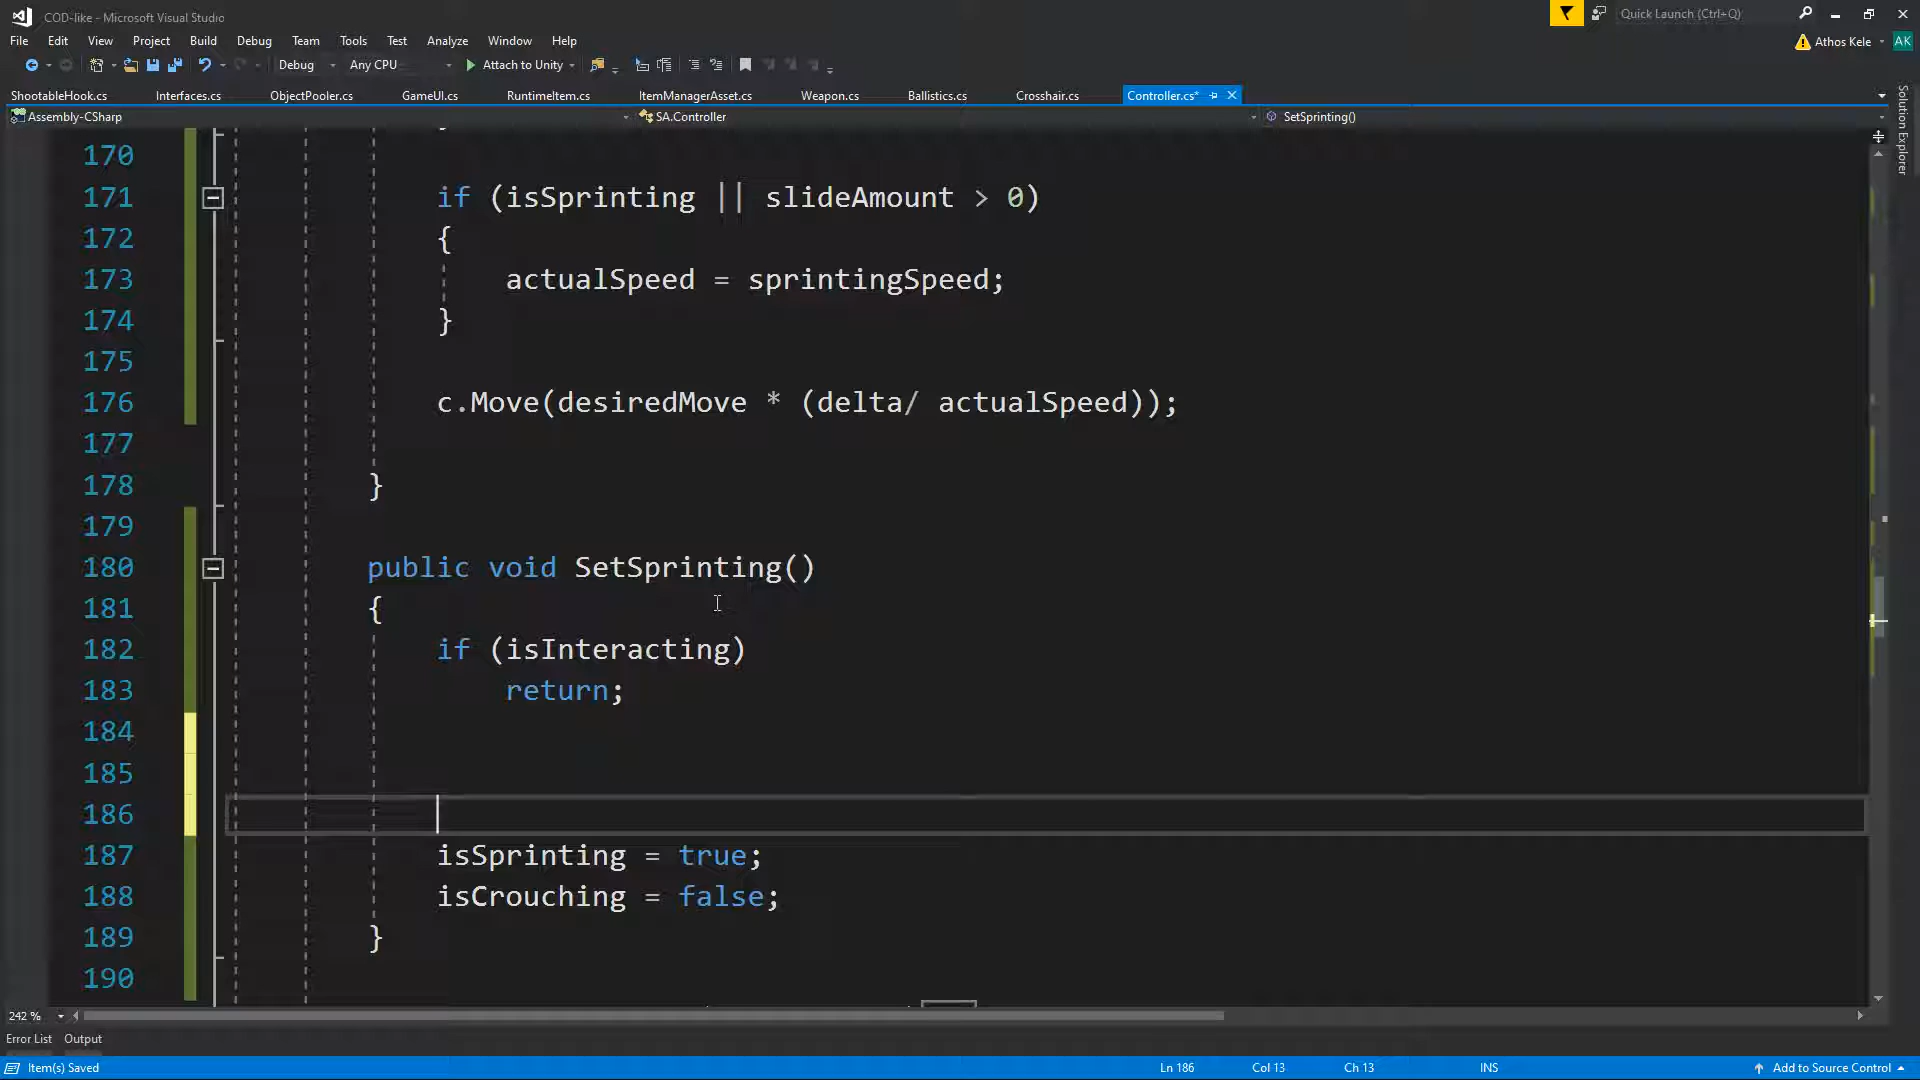 COD-like - Microsoft Visual Studio
Quick Launch (Ctrl+Q)
File Edit View Project Build Debug Team Tools Test Analyze Window Help
Athos Kele AK
Debug Any CPU Attach to Unity
ShootableHook.cs Interfaces.cs ObjectPooler.cs GameUI.cs RuntimeItem.cs ItemManagerAsset.cs Weapon.cs Ballistics.cs Crosshair.cs Controller.cs*
Assembly-CSharp SA.Controller SetSprinting()
Solution Explorer
170
171 if (isSprinting || slideAmount > 0)
172 {
173 actualSpeed = sprintingSpeed;
174 }
175
176 c.Move(desiredMove * (delta/ actualSpeed));
177
178 }
179
180 public void SetSprinting()
181 {
182 if (isInteracting)
183 return;
184
185
186
187 isSprinting = true;
188 isCrouching = false;
189 }
190
242 %
Error List Output
Item(s) Saved Ln 186 Col 13 Ch 13 INS Add to Source Control